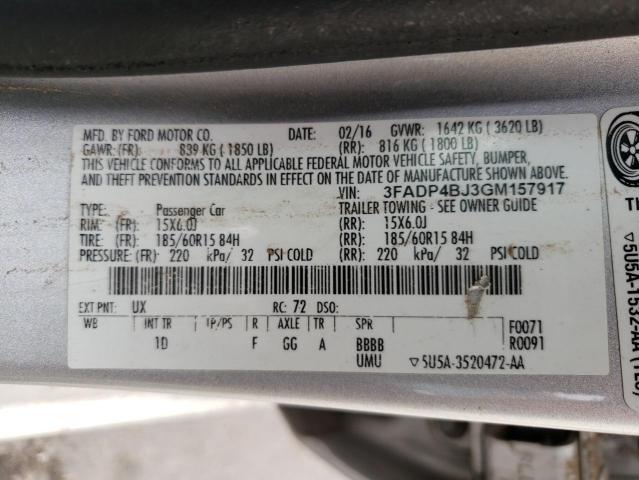 MFD. BY FORD MOTOR CO. DATE: 02/16 GVWR: 1642 KG ( 3620 LB)
GAWR: (FR): 839 KG ( 1850 LB) (RR): 816 KG ( 1800 LB)
THIS VEHICLE CONFORMS TO ALL APPLICABLE FEDERAL MOTOR VEHICLE SAFETY, BUMPER,
AND THEFT PREVENTION STANDARDS IN EFFECT ON THE DATE OF MANUFACTURE SHOWN ABOVE.
VIN: 3FADP4BJ3GM157917
TYPE: Passenger Car TRAILER TOWING - SEE OWNER GUIDE
RIM: (FR): 15X6.0J (RR): 15X6.0J
TIRE: (FR): 185/60R15 84H (RR): 185/60R15 84H
PRESSURE: (FR): 220 kPa/ 32 PSI COLD (RR): 220 kPa/ 32 PSI COLD
EXT PNT: UX RC: 72 DSO:
WB INT TR TP/PS R AXLE TR SPR F0071
1D F GG A BBBB R0091
UMU ▽5U5A-3520472-AA